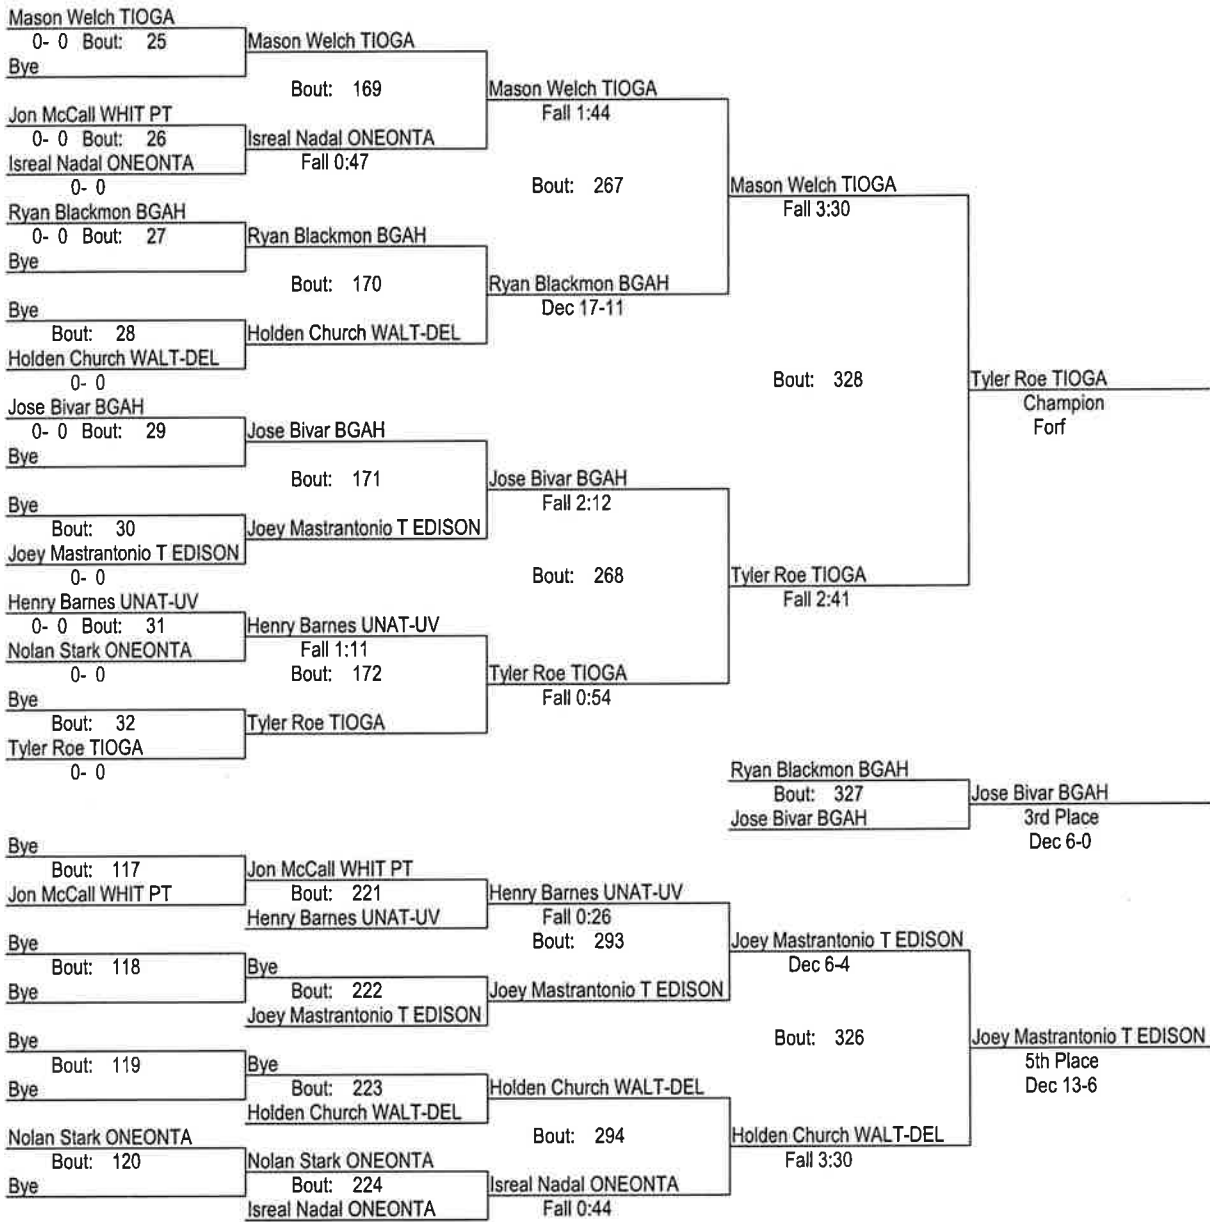 Mason Welch TIOGA
0- 0 Bout: 25
Bye
Mason Welch TIOGA
Bout: 169
Jon McCall WHIT PT
0- 0 Bout: 26
Isreal Nadal ONEONTA
0- 0
Isreal Nadal ONEONTA
Fall 0:47
Mason Welch TIOGA
Fall 1:44
Bout: 267
Ryan Blackmon BGAH
0- 0 Bout: 27
Bye
Ryan Blackmon BGAH
Bout: 170
Bye
Bout: 28
Holden Church WALT-DEL
0- 0
Holden Church WALT-DEL
Ryan Blackmon BGAH
Dec 17-11
Mason Welch TIOGA
Fall 3:30
Bout: 328
Jose Bivar BGAH
0- 0 Bout: 29
Bye
Jose Bivar BGAH
Bout: 171
Bye
Bout: 30
Joey Mastrantonio T EDISON
0- 0
Joey Mastrantonio T EDISON
Jose Bivar BGAH
Fall 2:12
Bout: 268
Henry Barnes UNAT-UV
0- 0 Bout: 31
Nolan Stark ONEONTA
0- 0
Henry Barnes UNAT-UV
Fall 1:11
Bout: 172
Bye
Bout: 32
Tyler Roe TIOGA
0- 0
Tyler Roe TIOGA
Tyler Roe TIOGA
Fall 0:54
Tyler Roe TIOGA
Fall 2:41
Tyler Roe TIOGA
Champion
Forf
Ryan Blackmon BGAH
Bout: 327
Jose Bivar BGAH
Jose Bivar BGAH
3rd Place
Dec 6-0
Bye
Bout: 117
Jon McCall WHIT PT
Jon McCall WHIT PT
Bout: 221
Henry Barnes UNAT-UV
Henry Barnes UNAT-UV
Fall 0:26
Bout: 293
Bye
Bout: 118
Bye
Bye
Bout: 222
Joey Mastrantonio T EDISON
Joey Mastrantonio T EDISON
Joey Mastrantonio T EDISON
Dec 6-4
Bout: 326
Bye
Bout: 119
Bye
Bye
Bout: 223
Holden Church WALT-DEL
Holden Church WALT-DEL
Bout: 294
Nolan Stark ONEONTA
Bout: 120
Bye
Nolan Stark ONEONTA
Bout: 224
Isreal Nadal ONEONTA
Isreal Nadal ONEONTA
Fall 0:44
Holden Church WALT-DEL
Fall 3:30
Joey Mastrantonio T EDISON
5th Place
Dec 13-6